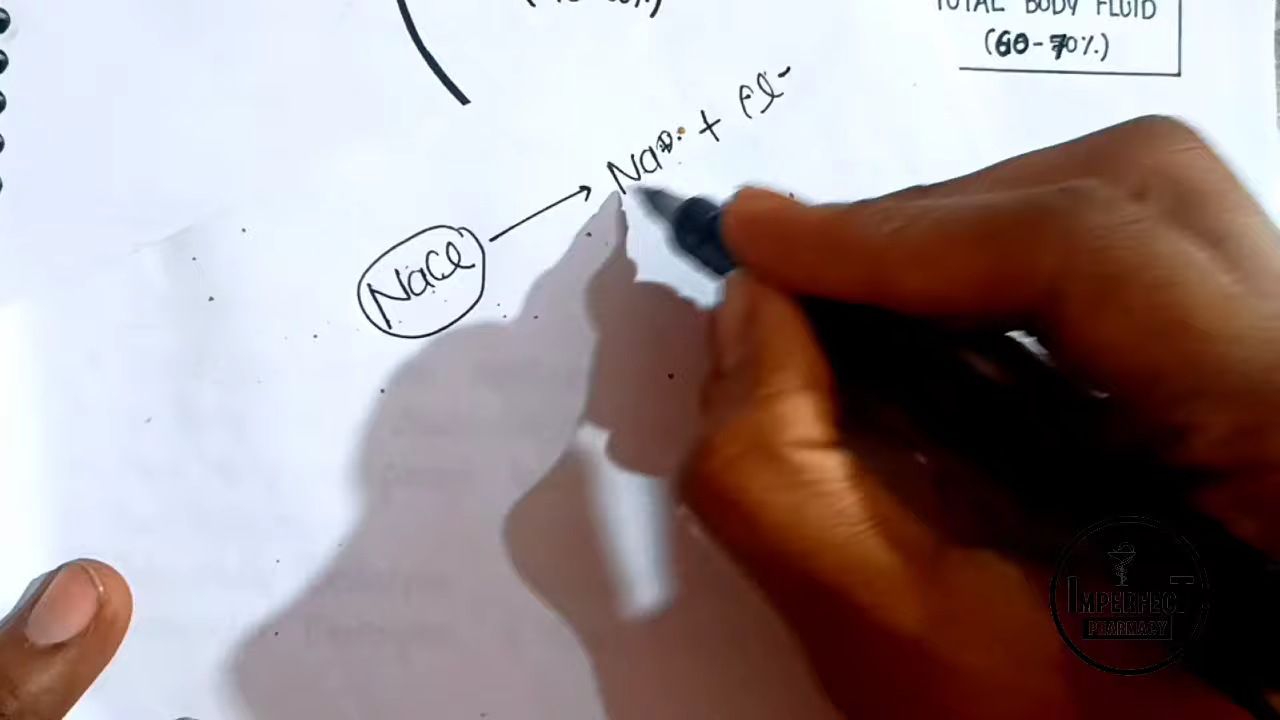 TOTAL BODY FLUID
(60-70%)
NaCl → Na⊕ + Cl⁻
IMPERFECT
PHARMACY